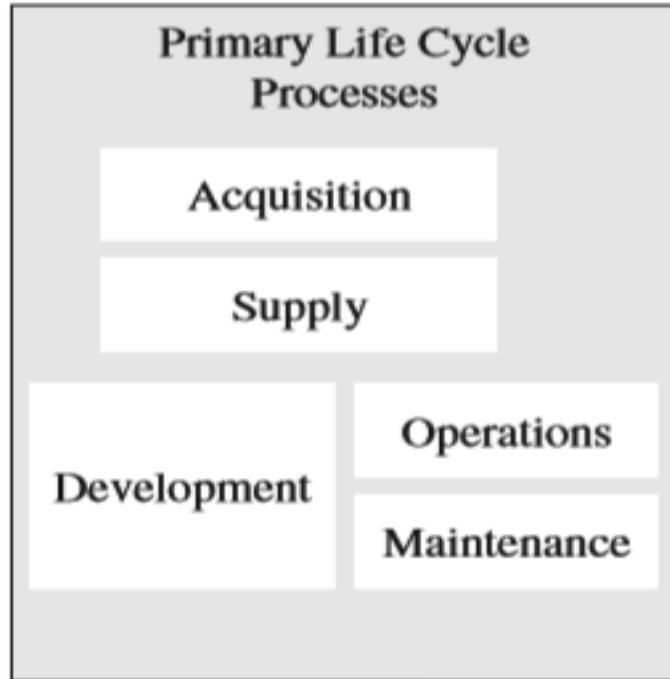 Primary Life Cycle
Processes
Acquisition
Supply
Development
Operations
Maintenance